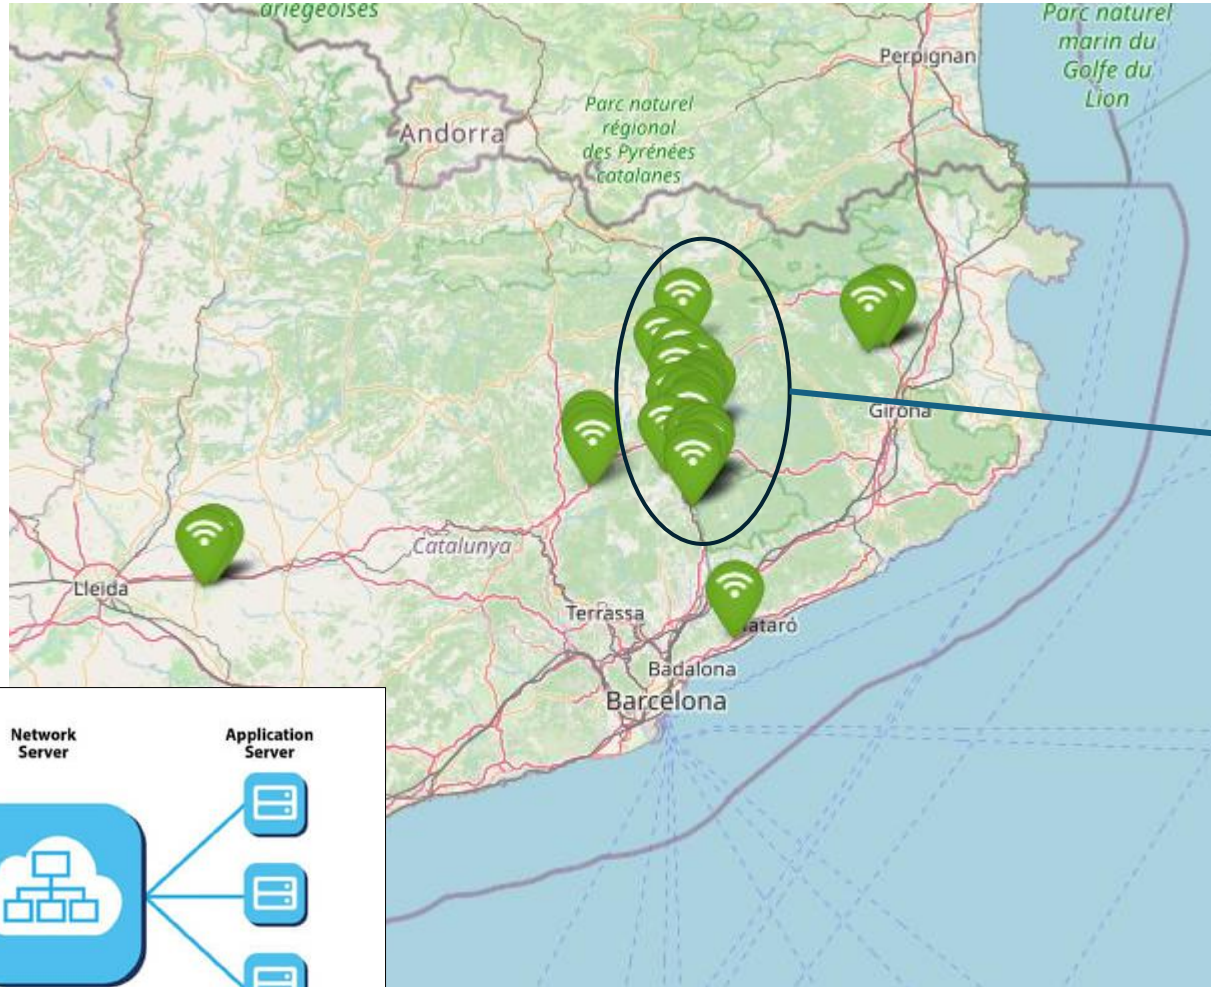 ariégeoises
Parc naturel
marin du
Golfe du
Lion
Perpignan
Parc naturel
régional
des Pyrénées
catalanes
Andorra
Girona
Catalunya
Lleida
Terrassa
ataró
Badalona
Barcelona
Network
Server
Application
Server